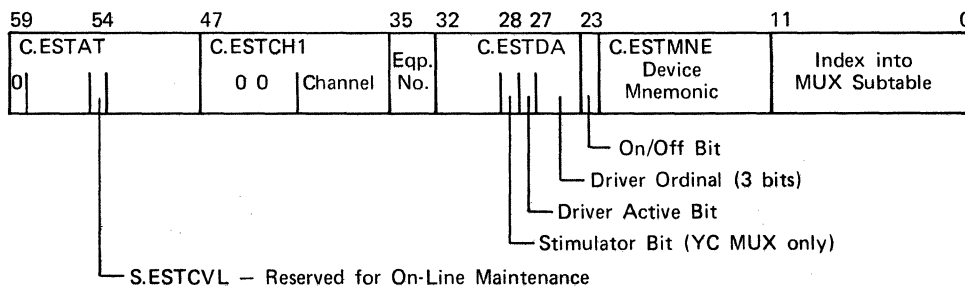 59 54 47 35 32 28 27 23 11 0
C.ESTAT C.ESTCH1 Eqp. No. C.ESTDA C.ESTMNE Device Mnemonic Index into MUX Subtable
0 0 0 Channel
On/Off Bit
Driver Ordinal (3 bits)
Driver Active Bit
Stimulator Bit (YC MUX only)
S.ESTCVL — Reserved for On-Line Maintenance